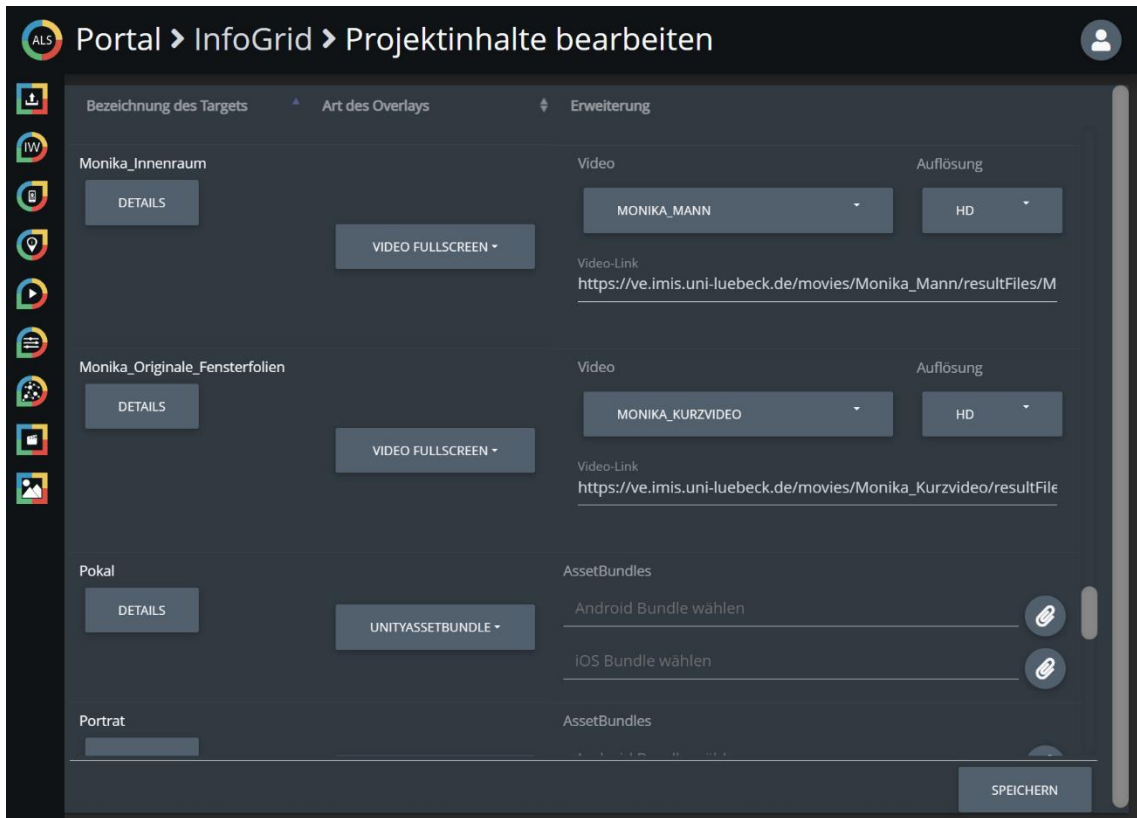 ALS Portal > InfoGrid > Projektinhalte bearbeiten
Bezeichnung des Targets Art des Overlays Erweiterung
IW
Monika_Innenraum
DETAILS
VIDEO FULLSCREEN
Video Auflösung
MONIKA_MANN HD
Video-Link
https://ve.imis.uni-luebeck.de/movies/Monika_Mann/resultFiles/M
Monika_Originale_Fensterfolien
DETAILS
VIDEO FULLSCREEN
Video Auflösung
MONIKA_KURZVIDEO HD
Video-Link
https://ve.imis.uni-luebeck.de/movies/Monika_Kurzvideo/resultFile
Pokal
DETAILS
UNITYASSETBUNDLE
AssetBundles
Android Bundle wählen
iOS Bundle wählen
Portrat
AssetBundles
SPEICHERN